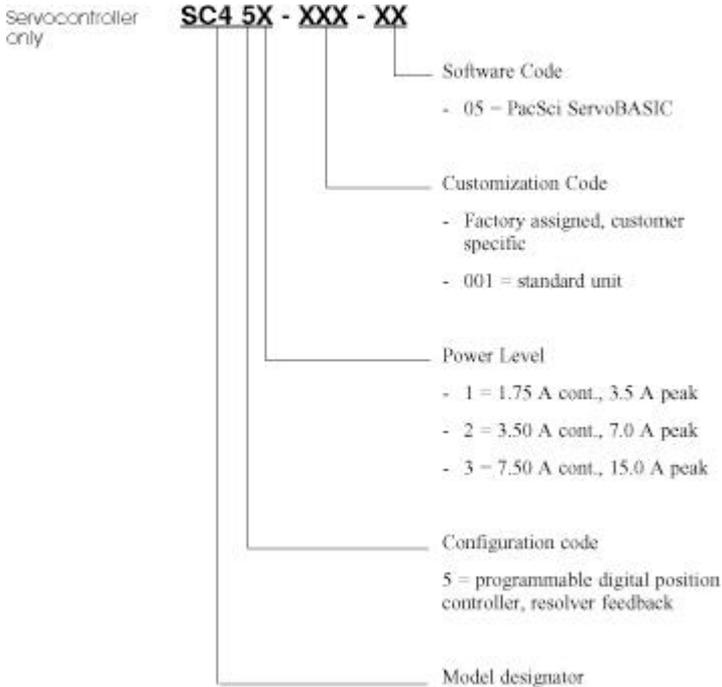 Servocontroller only
SC4 5X - XXX - XX
Software Code
- 05 = PacSci ServoBASIC
Customization Code
- Factory assigned, customer
specific
- 001 = standard unit
Power Level
- 1 = 1.75 A cont., 3.5 A peak
- 2 = 3.50 A cont., 7.0 A peak
- 3 = 7.50 A cont., 15.0 A peak
Configuration code
5 = programmable digital position
controller, resolver feedback
Model designator